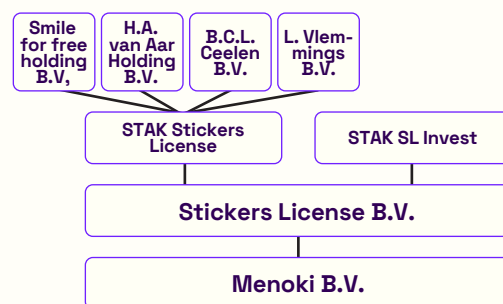 Smile
for free
holding
B.V,
H.A.
van Aar
Holding
B.V.
B.C.L.
Ceelen
B.V.
L. Vlem-
mings
B.V.
STAK Stickers
License
STAK SL Invest
Stickers License B.V.
Menoki B.V.